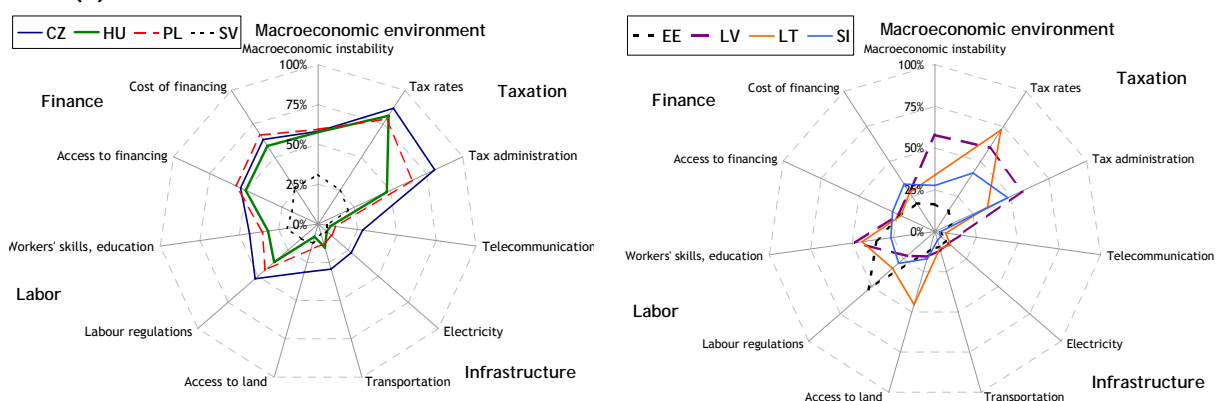 CZ HU PL SV
Macroeconomic environment
Macroeconomic instability
100%
75%
50%
25%
0%
Tax rates
Taxation
Tax administration
Telecommunication
Electricity
Infrastructure
Transportation
Access to land
Labour regulations
Labor
Workers' skills, education
Access to financing
Finance
Cost of financing
EE LV LT SI
Macroeconomic environment
Macroeconomic instability
100%
75%
50%
25%
0%
Tax rates
Taxation
Tax administration
Telecommunication
Electricity
Infrastructure
Transportation
Access to land
Labour regulations
Labor
Workers' skills, education
Access to financing
Finance
Cost of financing